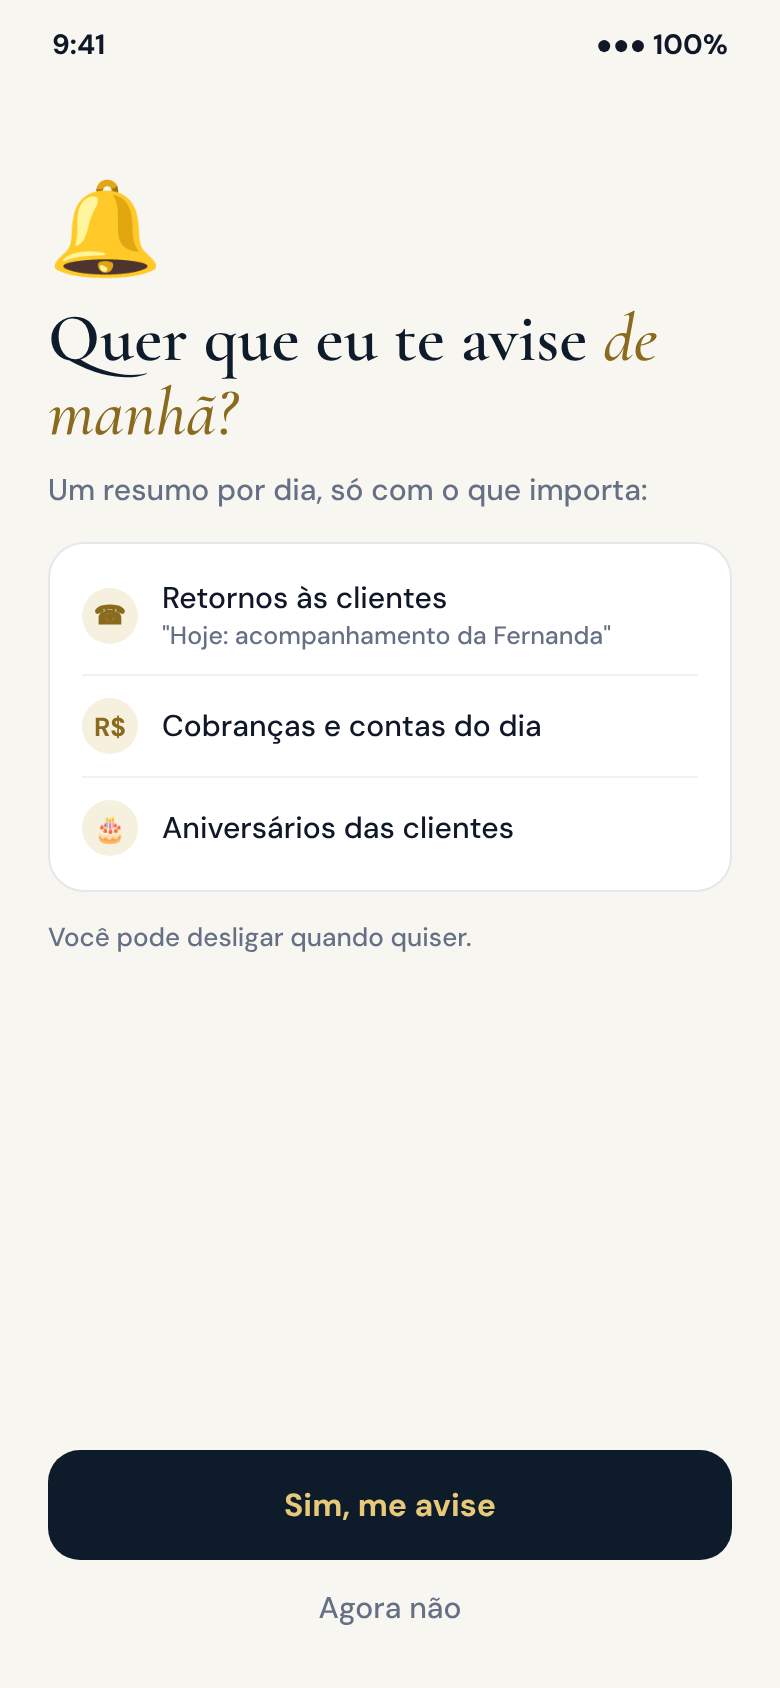 9:41
100%
Quer que eu te avise de
manhã?
Um resumo por dia, só com o que importa:
Retornos às clientes
"Hoje: acompanhamento da Fernanda"
R$
Cobranças e contas do dia
Aniversários das clientes
Você pode desligar quando quiser.
Sim, me avise
Agora não